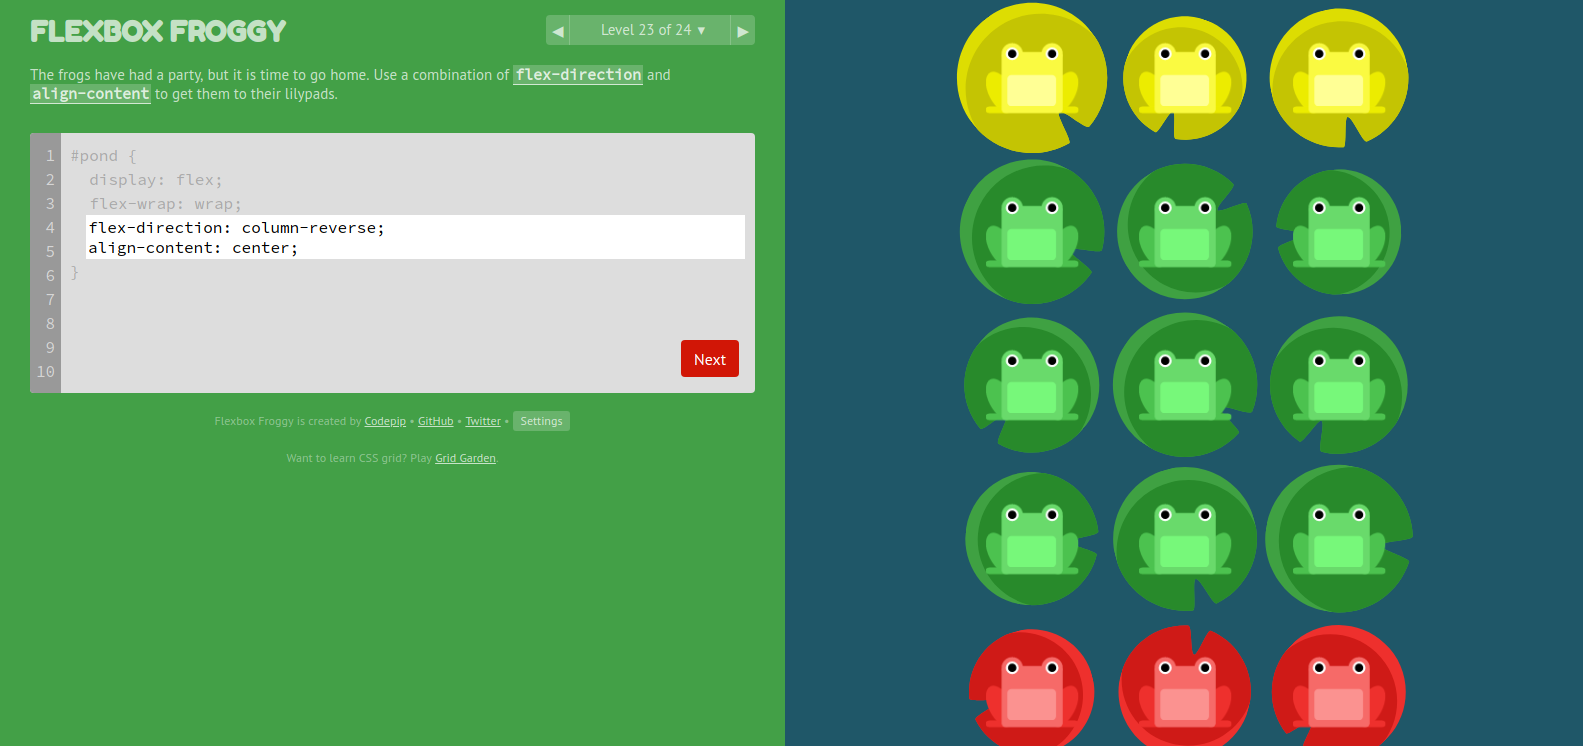 FLEXBOX FROGGY
◀ Level 23 of 24 ▼ ▶
The frogs have had a party, but it is time to go home. Use a combination of flex-direction and
align-content to get them to their lilypads.
1 #pond {
2 display: flex;
3 flex-wrap: wrap;
4 flex-direction: column-reverse;
5 align-content: center;
6 }
7
8
9
10
Next
Flexbox Froggy is created by Codepip • GitHub • Twitter • Settings
Want to learn CSS grid? Play Grid Garden.